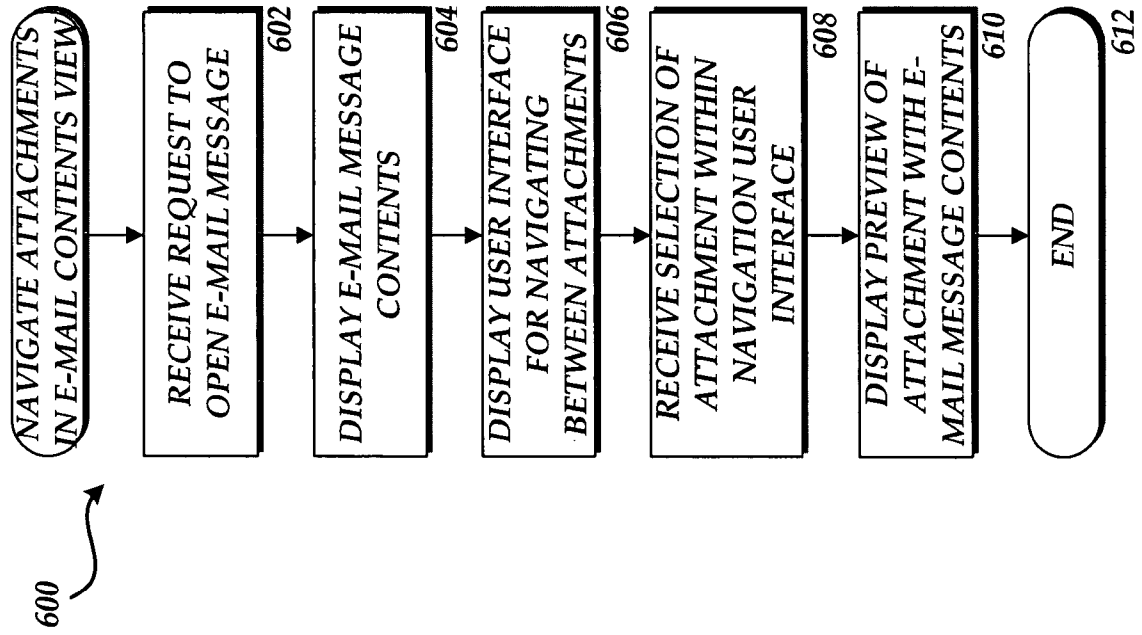 600
NAVIGATE ATTACHMENTS
IN E-MAIL CONTENTS VIEW
RECEIVE REQUEST TO
OPEN E-MAIL MESSAGE
602
DISPLAY E-MAIL MESSAGE
CONTENTS
604
DISPLAY USER INTERFACE
FOR NAVIGATING
BETWEEN ATTACHMENTS
606
RECEIVE SELECTION OF
ATTACHMENT WITHIN
NAVIGATION USER
INTERFACE
608
DISPLAY PREVIEW OF
ATTACHMENT WITH E-
MAIL MESSAGE CONTENTS
610
END
612